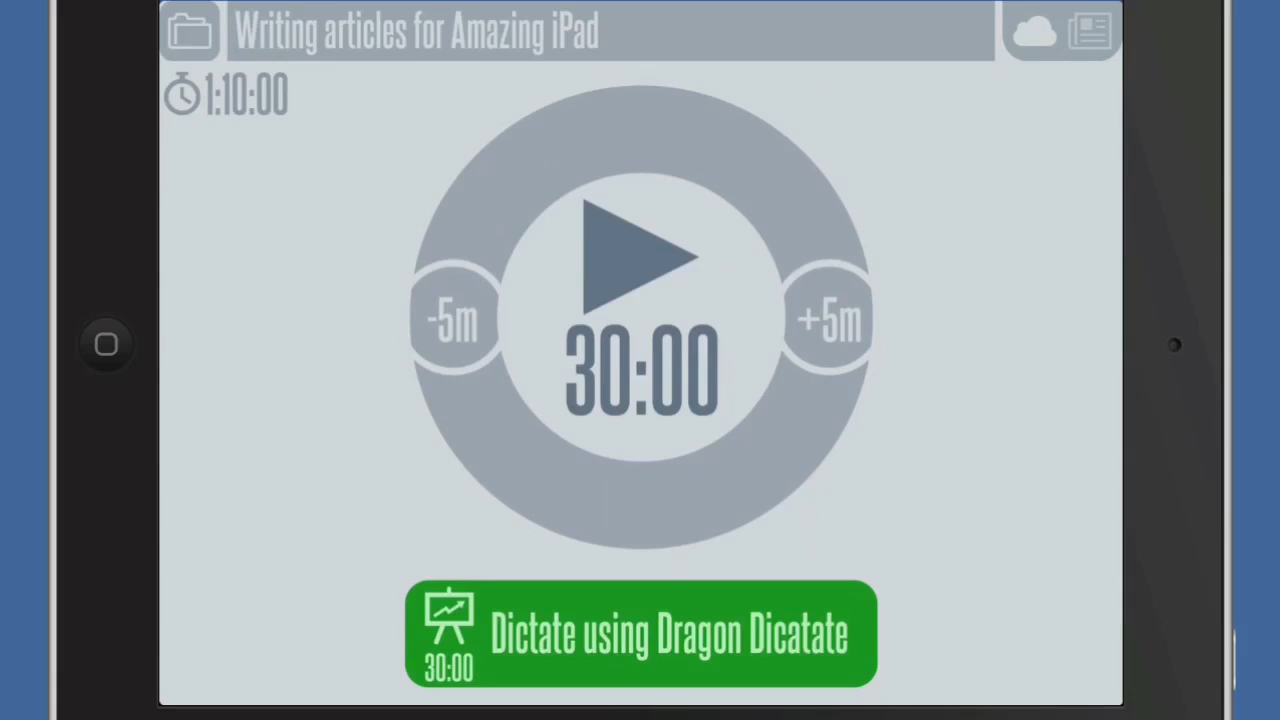 Writing articles for Amazing iPad
1:10:00
-5m
+5m
30:00
Dictate using Dragon Dicatate
30:00